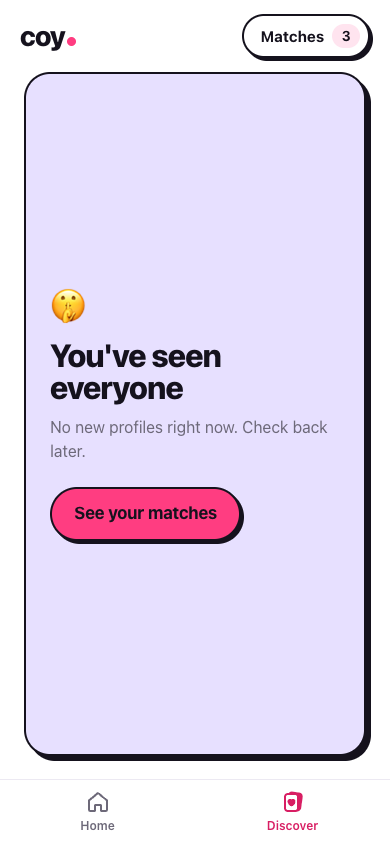 coy.
Matches 3
You've seen
everyone
No new profiles right now. Check back
later.
See your matches
Home
Discover